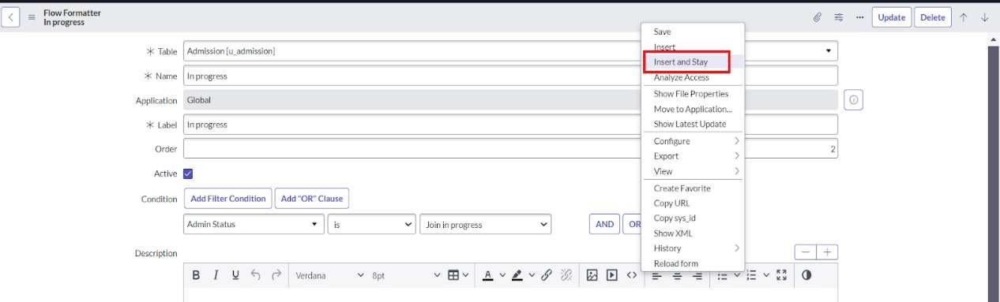 Flow Formatter
In progress
Update
Delete
Table
Admission [u_admission]
Name
In progress
Application
Global
Label
In progress
Order
2
Active
Condition
Add Filter Condition
Add "OR" Clause
Admin Status
is
Join in progress
AND
OR
Description
B I U
Verdana
8pt
A
Save
Insert
Insert and Stay
Analyze Access
Show File Properties
Move to Application...
Show Latest Update
Configure
Export
View
Create Favorite
Copy URL
Copy sys_id
Show XML
History
Reload form